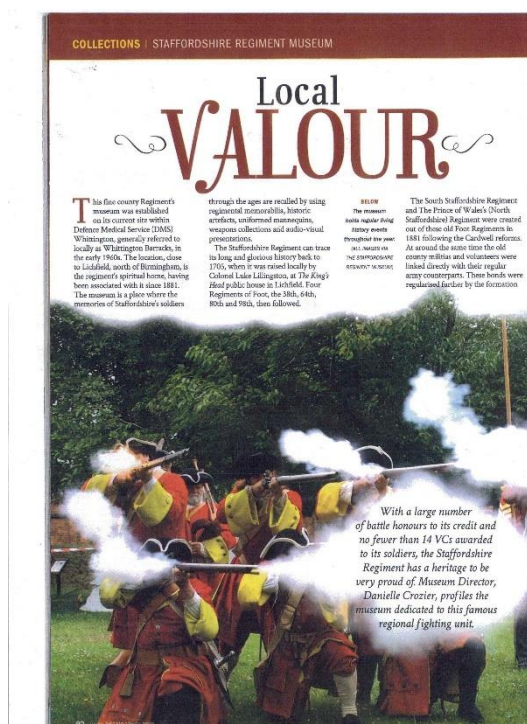 COLLECTIONS | STAFFORDSHIRE REGIMENT MUSEUM
Local
VALOUR
This fine county Regiment's
museum was established
on its current site within
Defence Medical Service (DMS)
Whittington, generally referred to
locally as Whittington Barracks, in
the early 1960s. The location, close
to Lichfield, north of Birmingham, is
the regiment's spiritual home, having
been associated with it since 1881.
The museum is a place where the
memories of Staffordshire's soldiers
through the ages are recalled by using
regimental memorabilia, historic
artefacts, uniformed mannequins,
weapons collections and audio-visual
presentations.
The Staffordshire Regiment can trace
its long and glorious history back to
1705, when it was raised locally by
Colonel Luke Lillingston, at The King's
Head public house in Lichfield. Four
Regiments of Foot, the 38th, 64th,
80th and 98th, then followed.
BELOW
The museum
holds regular living
history events
throughout the year.
ALL IMAGES VIA
THE STAFFORDSHIRE
REGIMENT MUSEUM
The South Staffordshire Regiment
and The Prince of Wales's (North
Staffordshire) Regiment were created
out of these old Foot Regiments in
1881 following the Cardwell reforms.
At around the same time the old
county militias and volunteers were
linked directly with their regular
army counterparts. These bonds were
regularised further by the formation
With a large number
of battle honours to its credit and
no fewer than 14 VCs awarded
to its soldiers, the Staffordshire
Regiment has a heritage to be
very proud of. Museum Director,
Danielle Crozier, profiles the
museum dedicated to this famous
regional fighting unit.